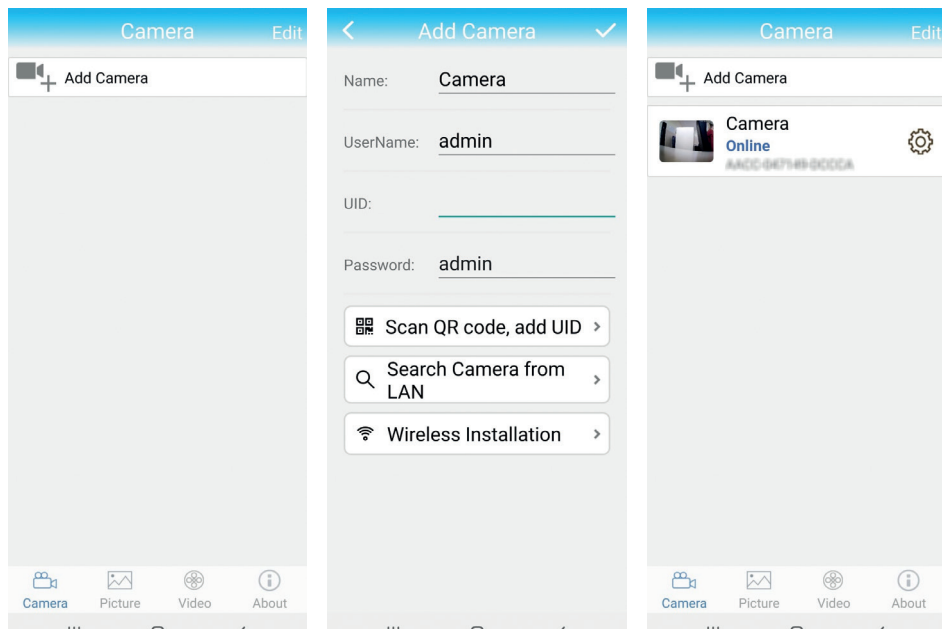 Camera
Edit
Add Camera
Camera
Picture
Video
About
Add Camera
Name:
Camera
UserName:
admin
UID:
Password:
admin
Scan QR code, add UID
Search Camera from
LAN
Wireless Installation
Camera
Edit
Add Camera
Camera
Online
Camera
Picture
Video
About